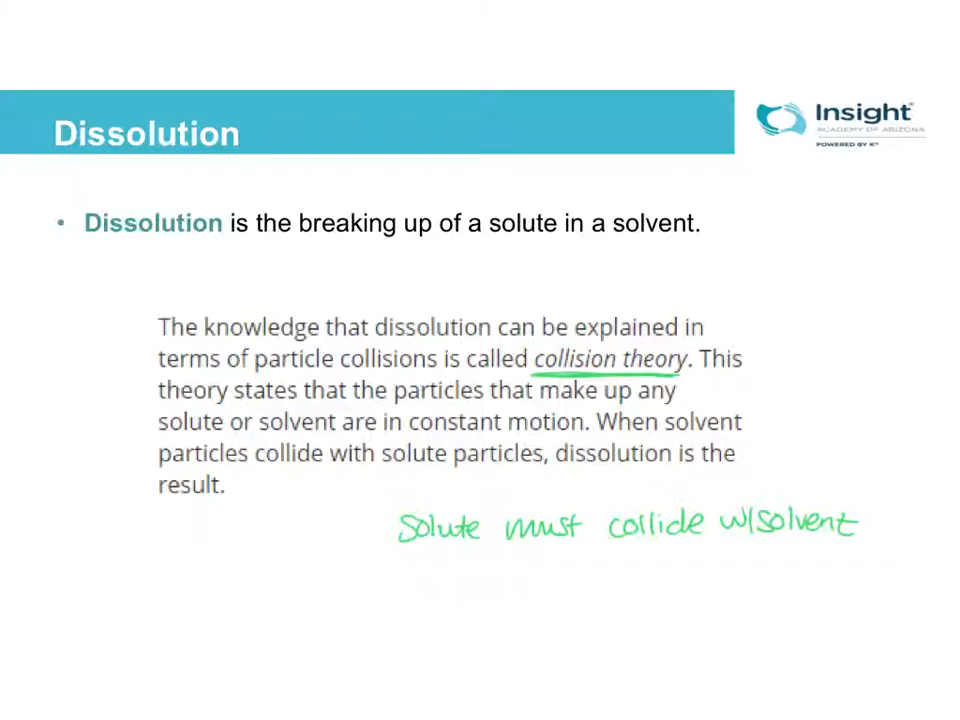 Dissolution
Insight
ACADEMY OF ARIZONA
POWERED BY K¹²
• Dissolution is the breaking up of a solute in a solvent.
The knowledge that dissolution can be explained in
terms of particle collisions is called collision theory. This
theory states that the particles that make up any
solute or solvent are in constant motion. When solvent
particles collide with solute particles, dissolution is the
result.
Solute must collide w/solvent